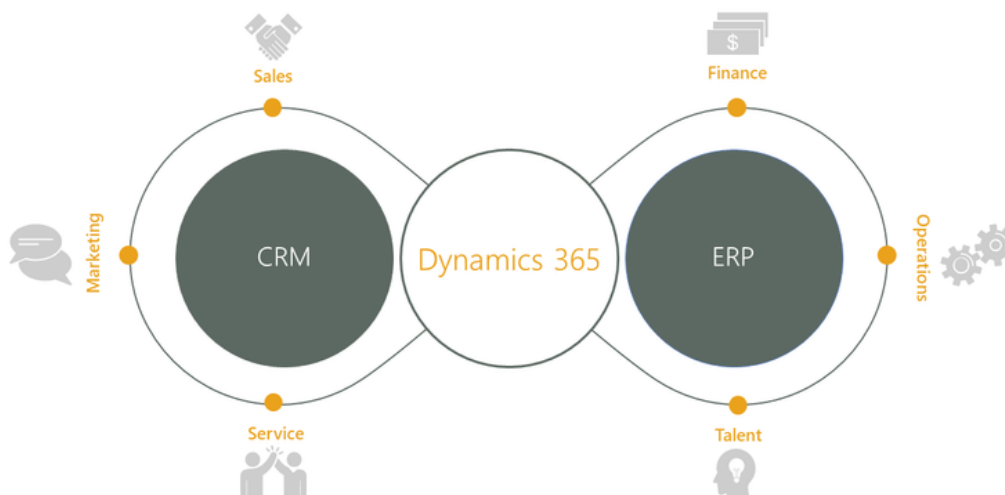 $
Sales
Finance
Marketing
CRM
Dynamics 365
ERP
Operations
Service
Talent